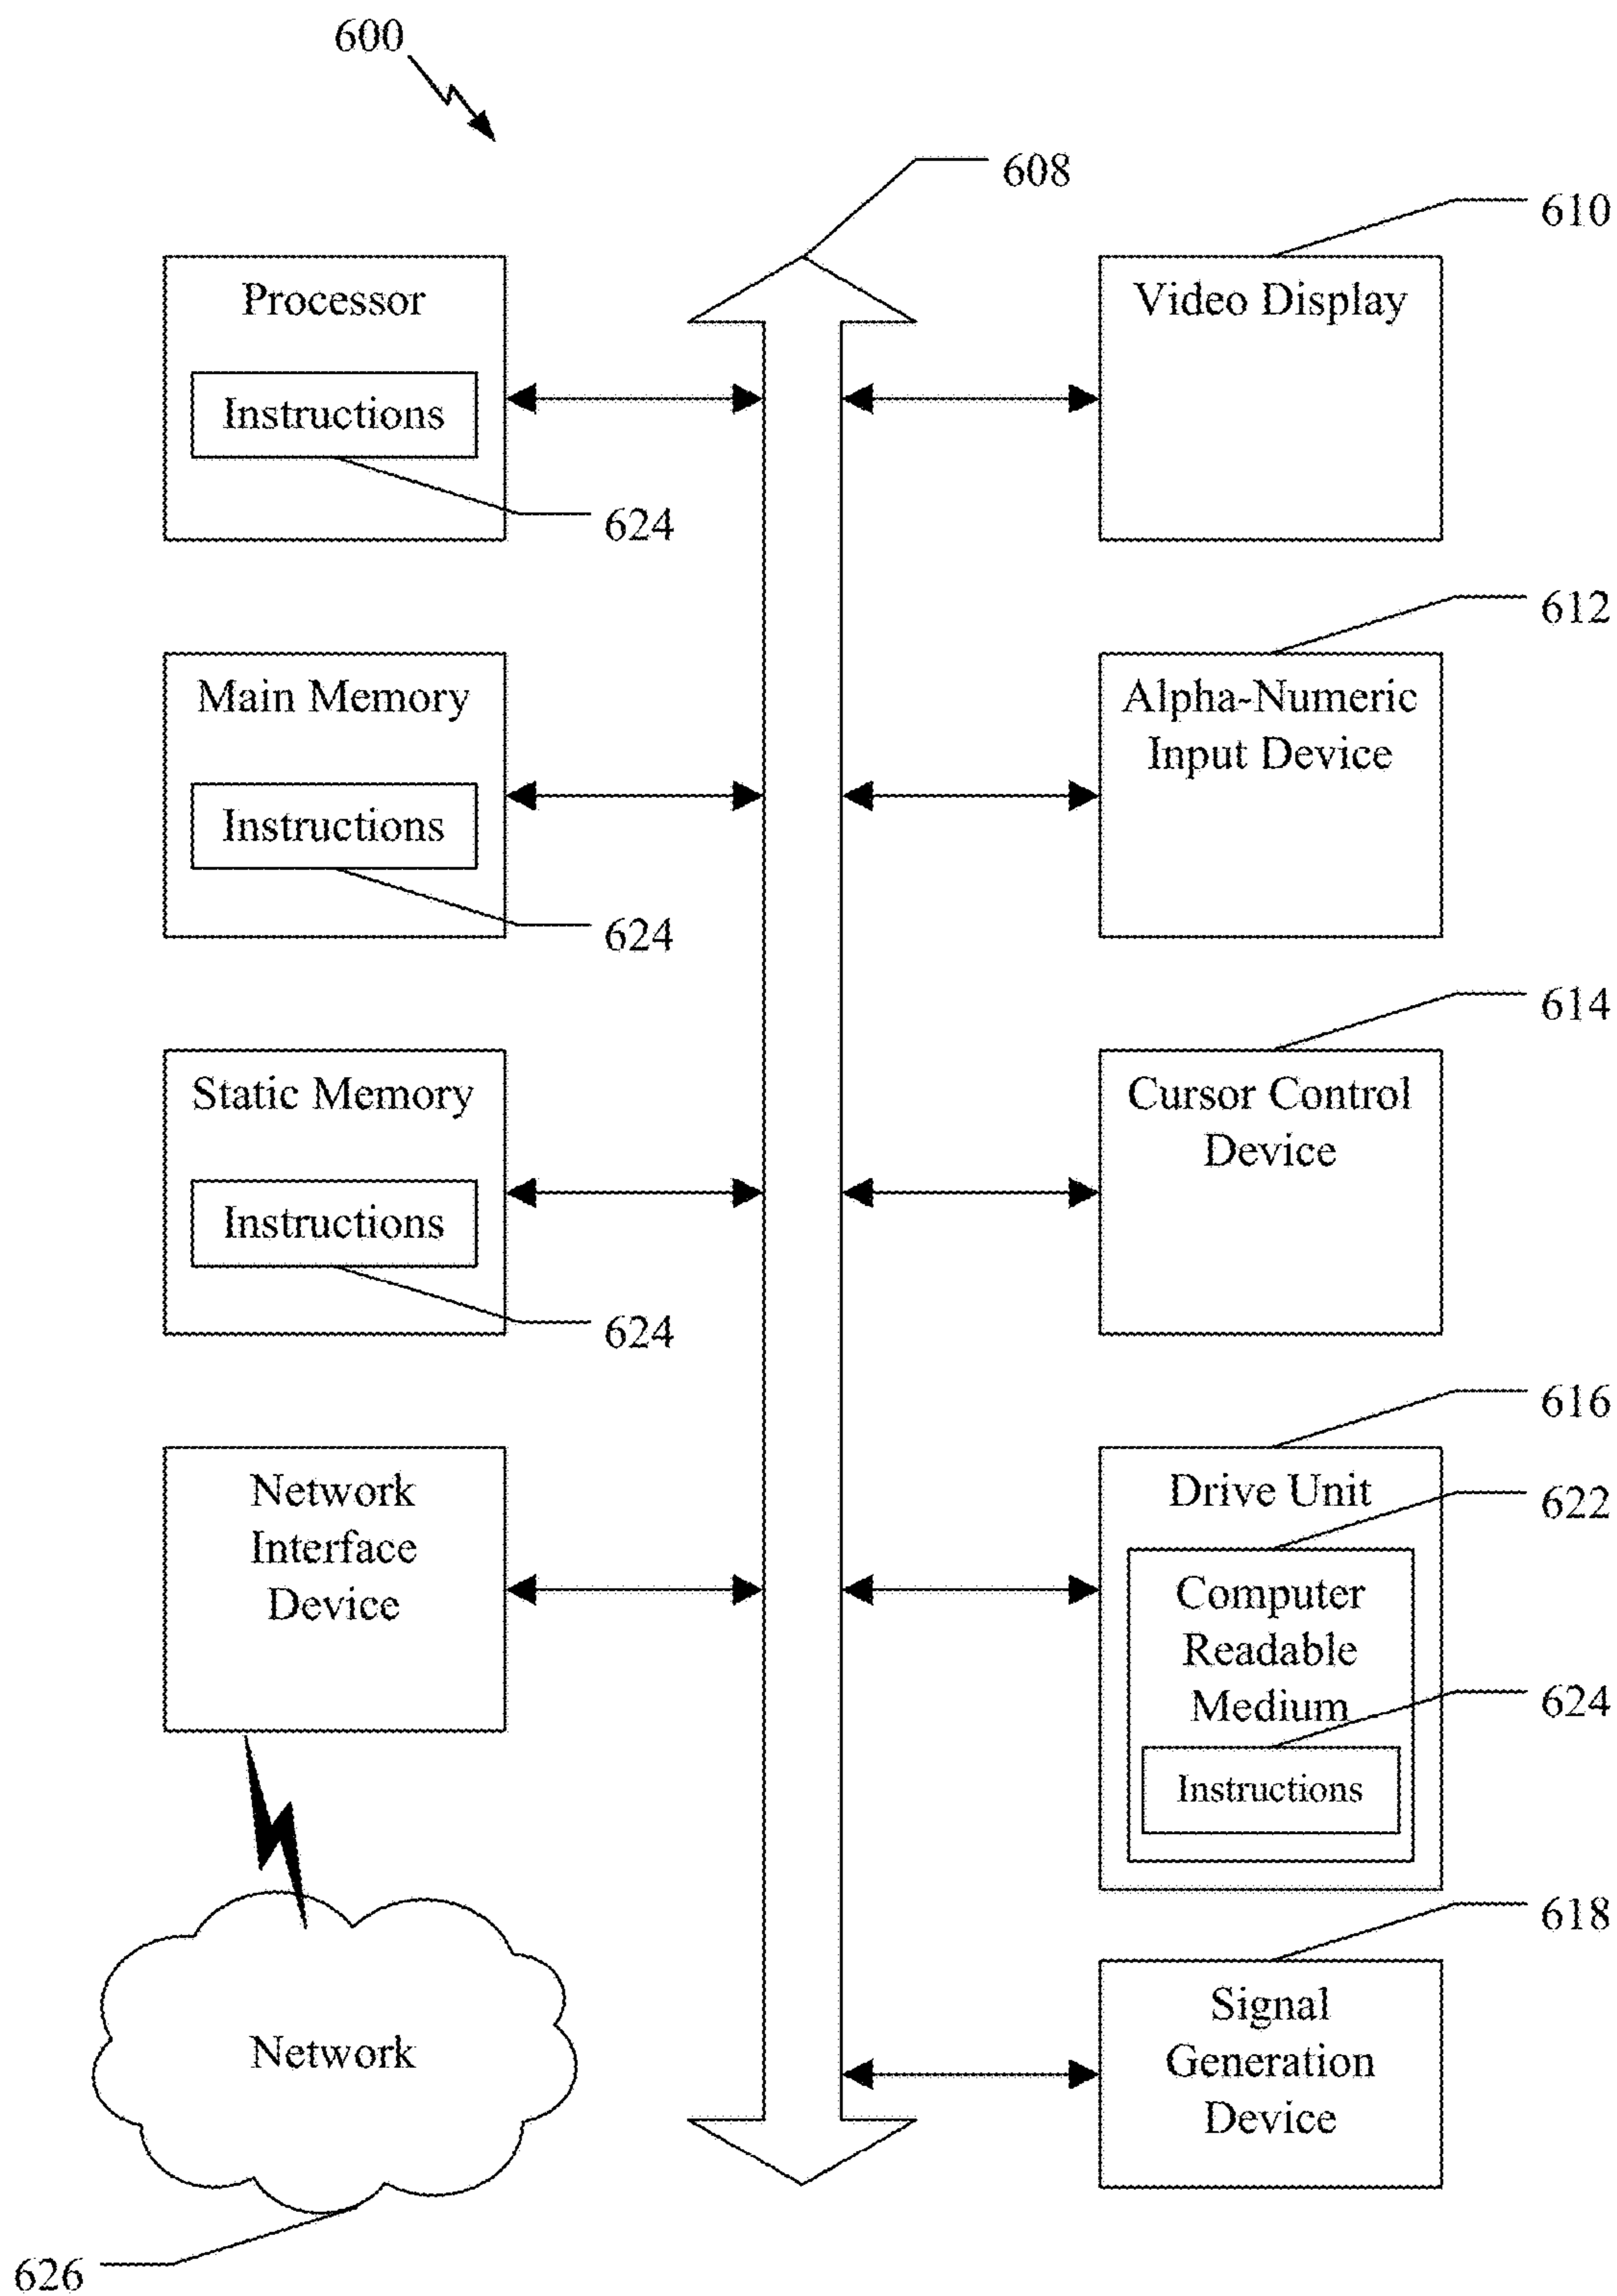 600
608
610
Processor
Instructions
624
Video Display
612
Main Memory
Instructions
624
Alpha-Numeric
Input Device
614
Static Memory
Instructions
624
Cursor Control
Device
616
Network
Interface
Device
Drive Unit
622
Computer
Readable
Medium
624
Instructions
618
Network
626
Signal
Generation
Device